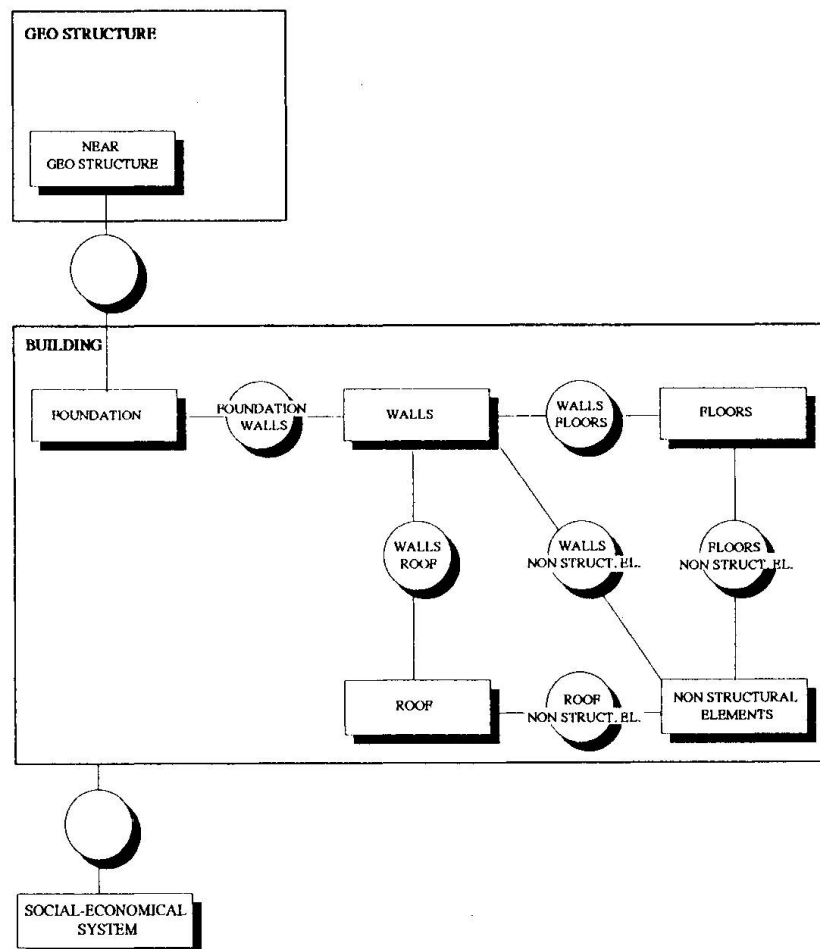 GEO STRUCTURE
NEAR
GEO STRUCTURE
BUILDING
FOUNDATION
FOUNDATION
WALLS
WALLS
WALLS
FLOORS
FLOORS
WALLS
ROOF
WALLS
NON STRUCT. EL.
FLOORS
NON STRUCT. EL.
ROOF
ROOF
NON STRUCT. EL.
NON STRUCTURAL
ELEMENTS
SOCIAL-ECONOMICAL
SYSTEM